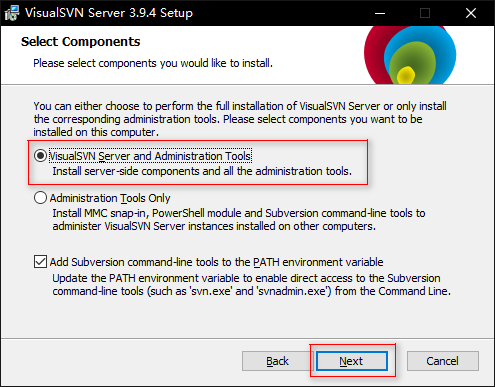 VisualSVN Server 3.9.4 Setup
Select Components
Please select components you would like to install.
You can either choose to perform the full installation of VisualSVN Server or only install
the corresponding administration tools. Please select components you want to be
installed on this computer.
VisualSVN Server and Administration Tools
Install server-side components and all the administration tools.
Administration Tools Only
Install MMC snap-in, PowerShell module and Subversion command-line tools to
administer VisualSVN Server instances installed on other computers.
Add Subversion command-line tools to the PATH environment variable
Update the PATH environment variable to enable direct access to the Subversion
command-line tools (such as 'svn.exe' and 'svnadmin.exe') from the Command Line.
Back Next Cancel